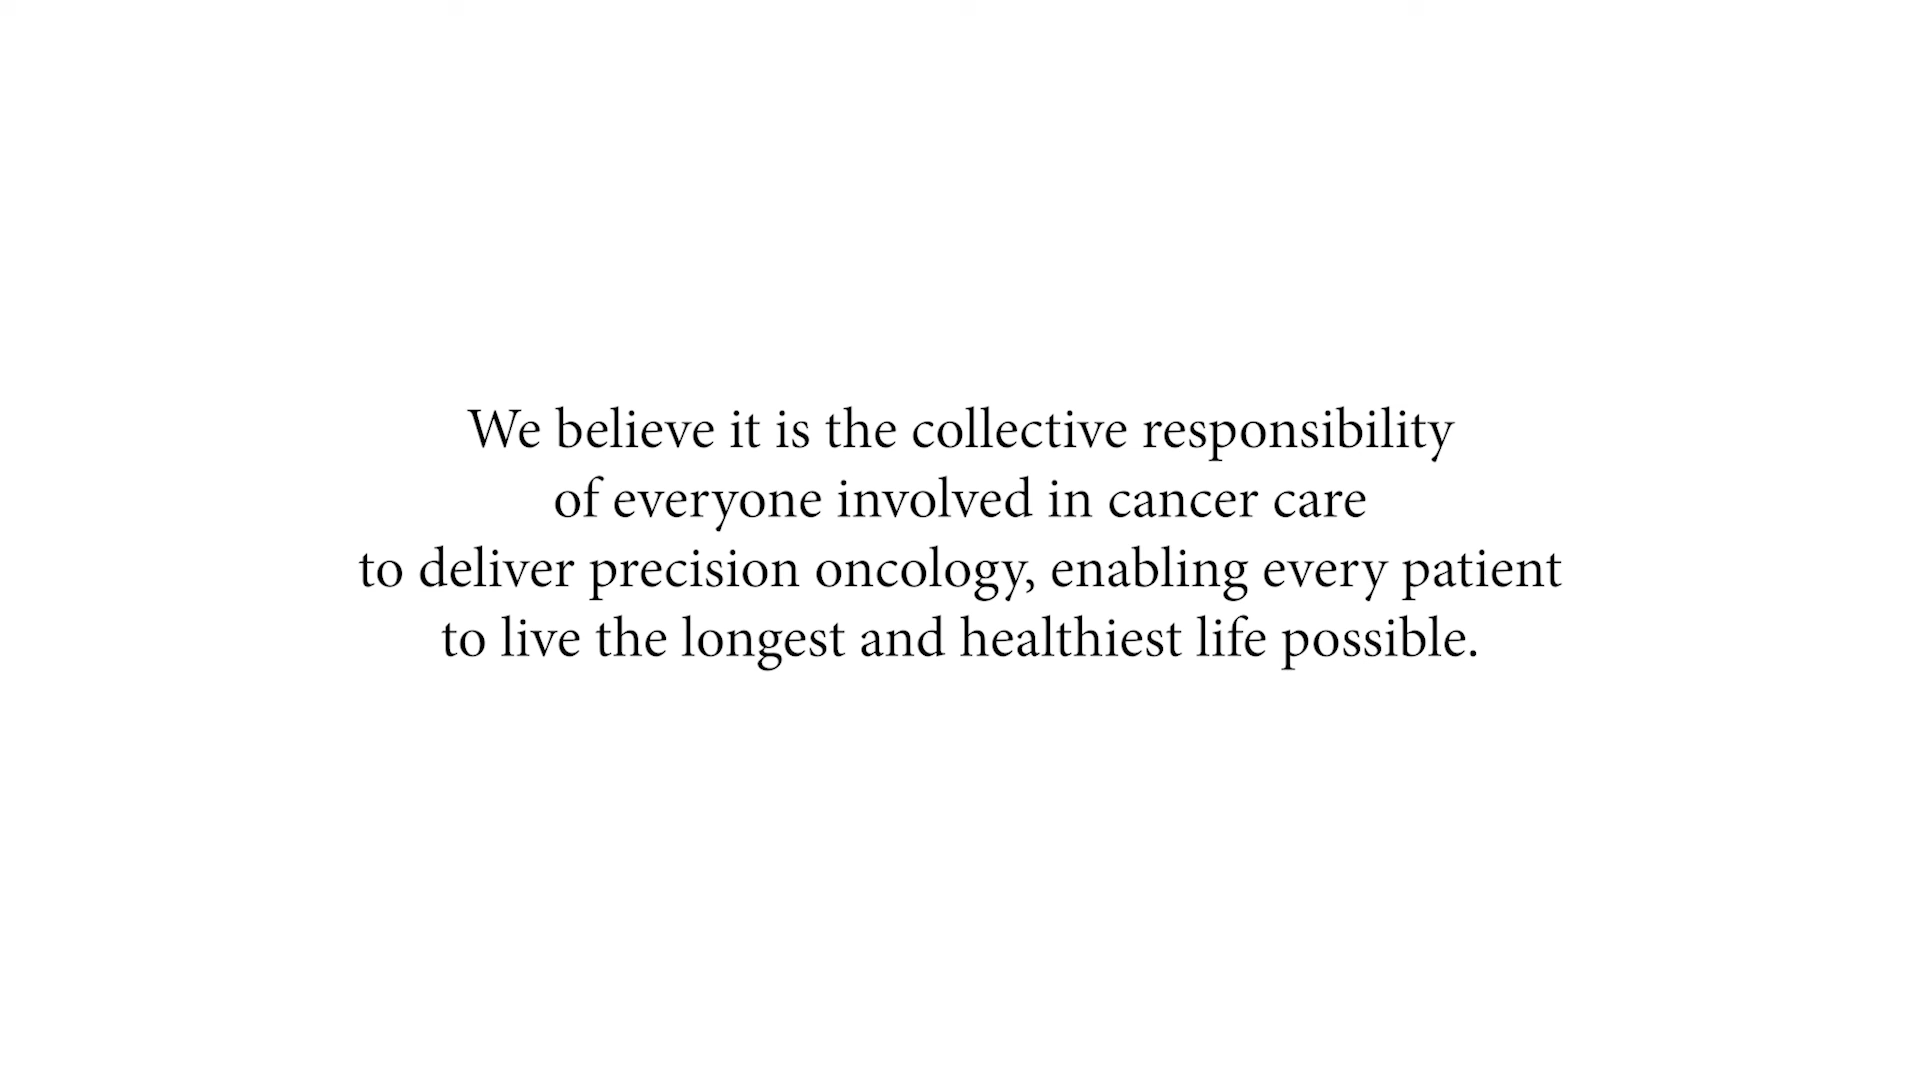 We believe it is the collective responsibility
of everyone involved in cancer care
to deliver precision oncology, enabling every patient
to live the longest and healthiest life possible.